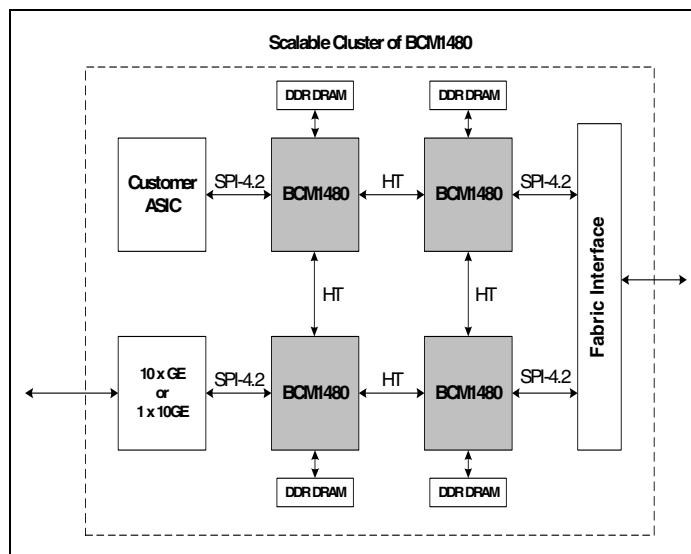 Scalable Cluster of BCM1480
DDR DRAM
DDR DRAM
Customer
ASIC
SPI-4.2
BCM1480
HT
BCM1480
SPI-4.2
Fabric Interface
HT
HT
10 x GE
or
1 x 10GE
SPI-4.2
BCM1480
HT
BCM1480
SPI-4.2
DDR DRAM
DDR DRAM